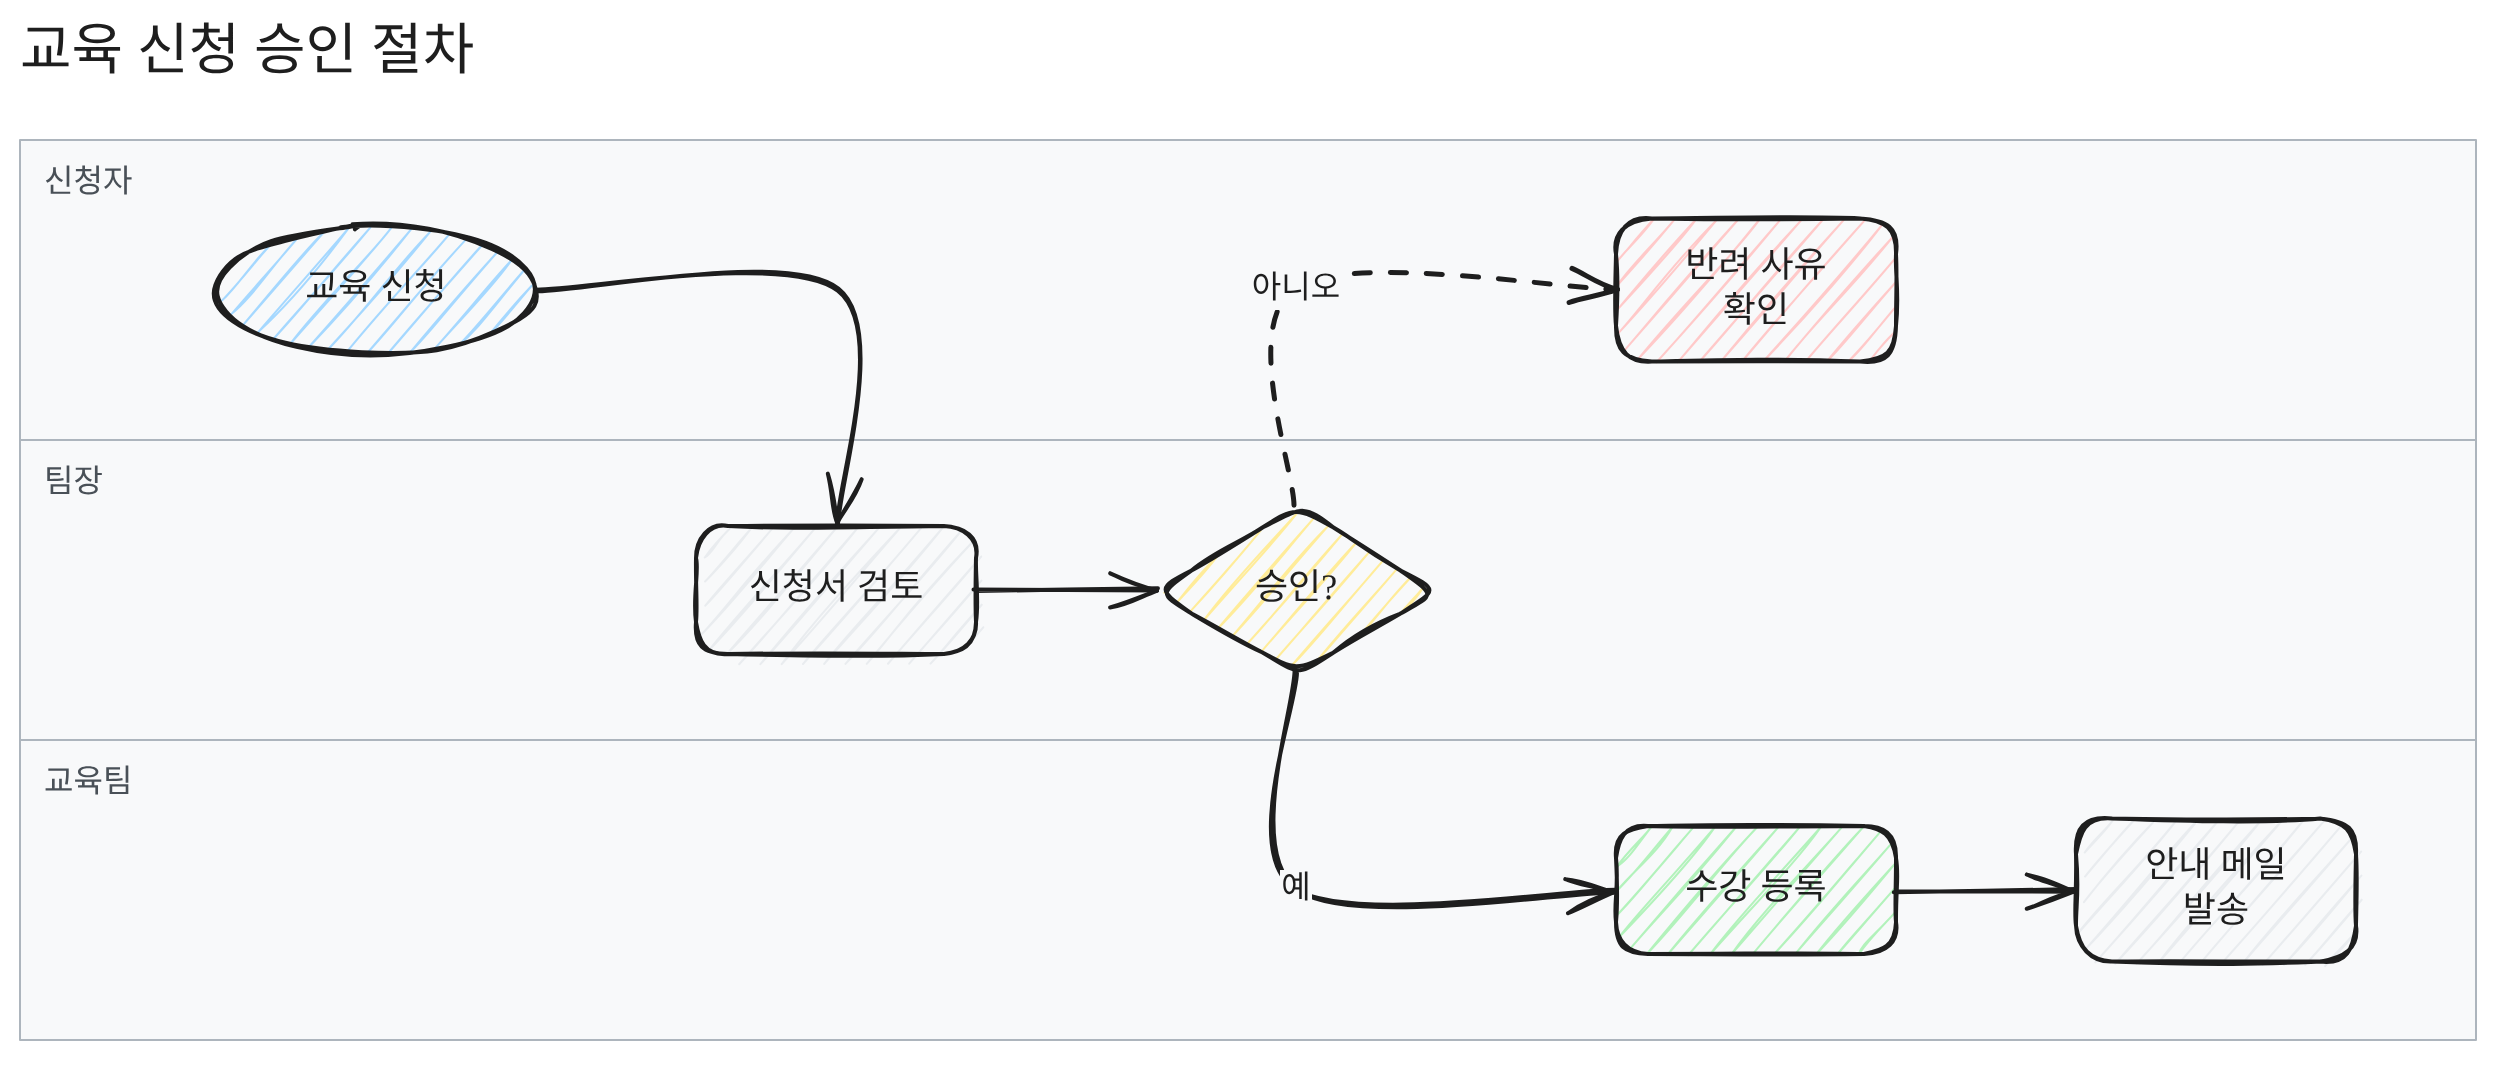 교육 신청 승인 절차
신청자
교육 신청
아니오
반려 사유
확인
팀장
신청서 검토
승인?
교육팀
예
수강 등록
안내 메일
발송